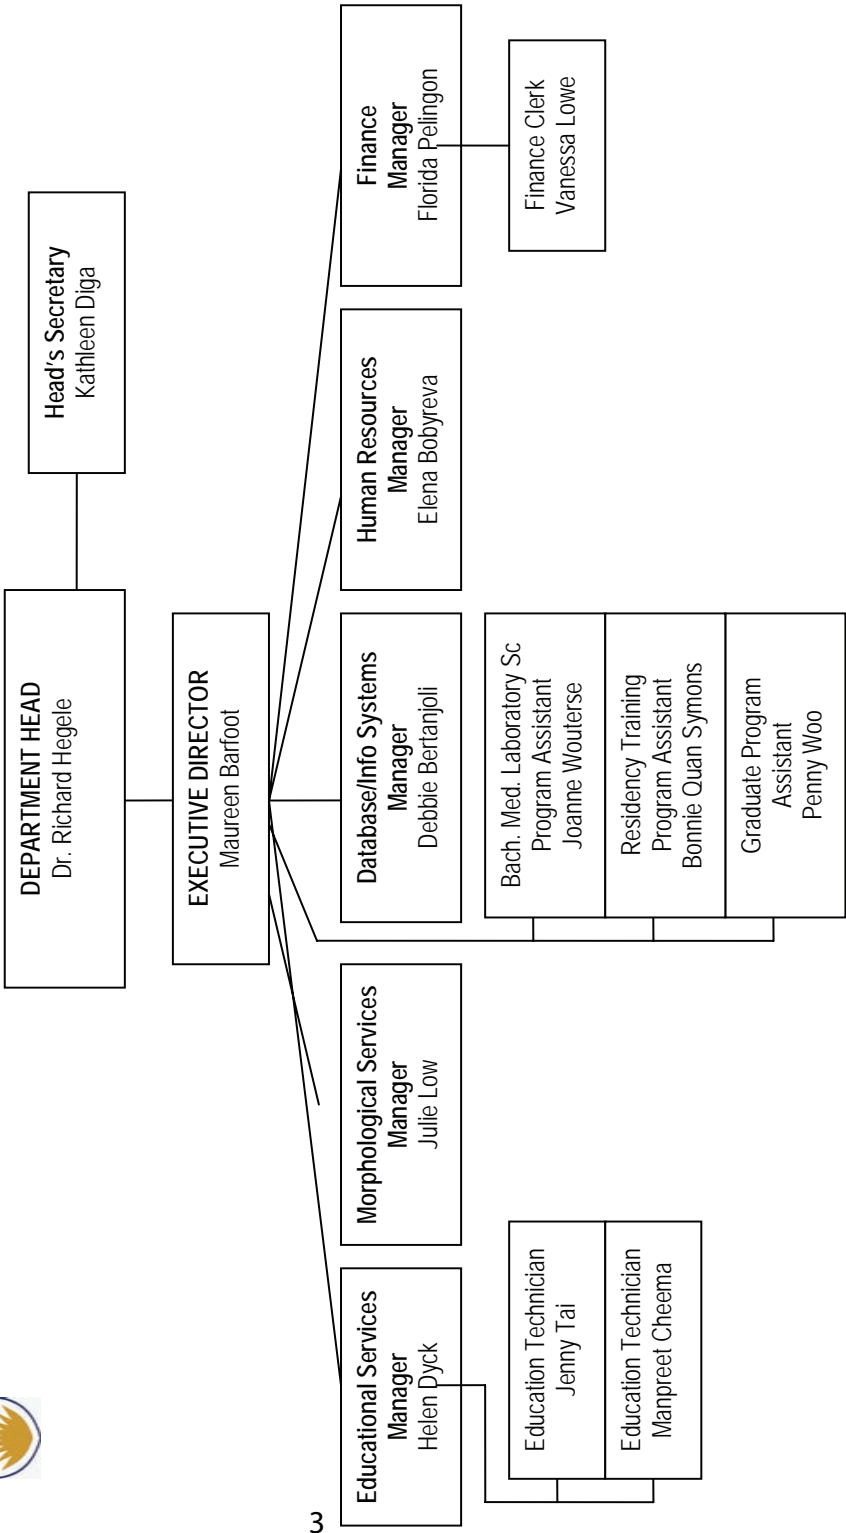 DEPARTMENT HEAD
Dr. Richard Hegele
Head's Secretary
Kathleen Diga
EXECUTIVE DIRECTOR
Maureen Barfoot
Educational Services
Manager
Helen Dyck
Morphological Services
Manager
Julie Low
Database/Info Systems
Manager
Debbie Bertanjoli
Human Resources
Manager
Elena Bobyreva
Finance
Manager
Florida Pelingon
Education Technician
Jenny Tai
Education Technician
Manpreet Cheema
Bach. Med. Laboratory Sc
Program Assistant
Joanne Wouterse
Residency Training
Program Assistant
Bonnie Quan Symons
Graduate Program
Assistant
Penny Woo
Finance Clerk
Vanessa Lowe
3